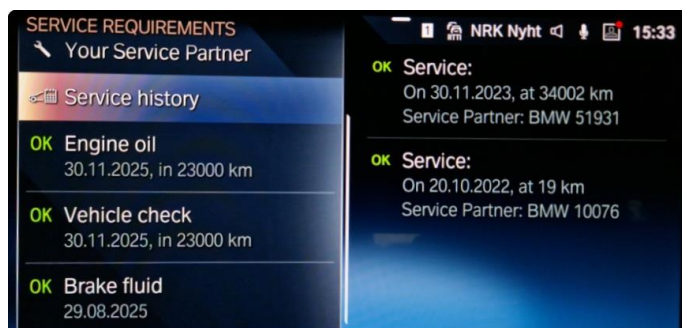 SERVICE REQUIREMENTS
Your Service Partner
Service history
OK Engine oil
30.11.2025, in 23000 km
OK Vehicle check
30.11.2025, in 23000 km
OK Brake fluid
29.08.2025
1 RTTI NRK Nyht 15:33
OK Service:
On 30.11.2023, at 34002 km
Service Partner: BMW 51931
OK Service:
On 20.10.2022, at 19 km
Service Partner: BMW 10076